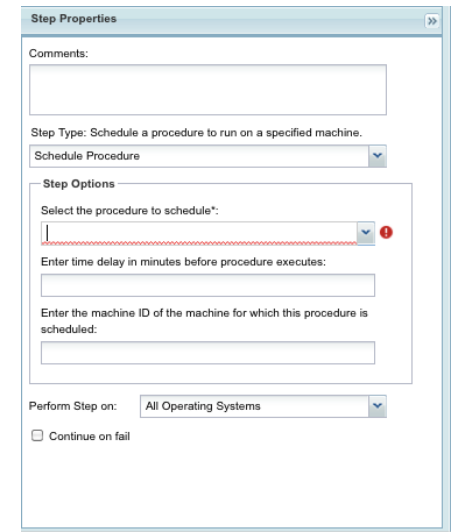 Step Properties
Comments:
Step Type: Schedule a procedure to run on a specified machine.
Schedule Procedure
Step Options
Select the procedure to schedule*:
Enter time delay in minutes before procedure executes:
Enter the machine ID of the machine for which this procedure is
scheduled:
Perform Step on: All Operating Systems
Continue on fail